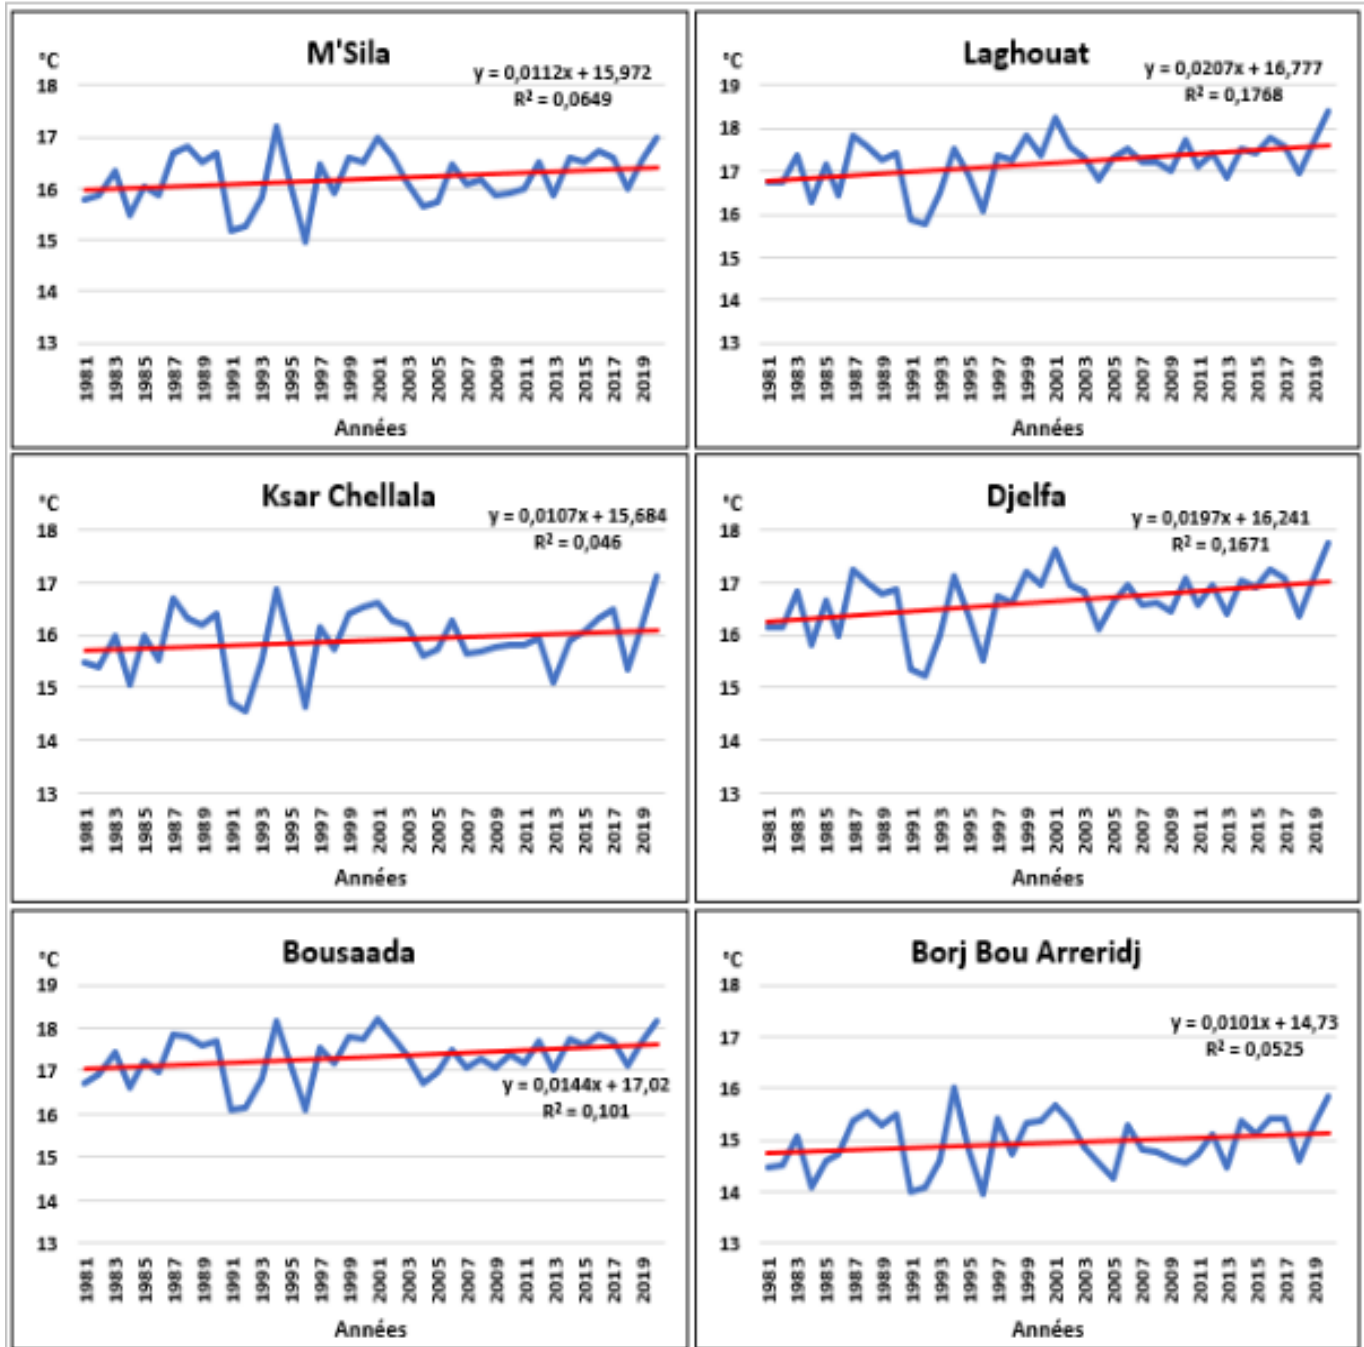 M'Sila
°C
y = 0,0112x + 15,972
R² = 0,0649
18
17
16
15
14
13
1981 1983 1985 1987 1989 1991 1993 1995 1997 1999 2001 2003 2005 2007 2009 2011 2013 2015 2017 2019
Années
Laghouat
°C
y = 0,0207x + 16,777
R² = 0,1768
19
18
17
16
15
14
13
1981 1983 1985 1987 1989 1991 1993 1995 1997 1999 2001 2003 2005 2007 2009 2011 2013 2015 2017 2019
Années
Ksar Chellala
°C
y = 0,0107x + 15,684
R² = 0,046
18
17
16
15
14
13
1981 1983 1985 1987 1989 1991 1993 1995 1997 1999 2001 2003 2005 2007 2009 2011 2013 2015 2017 2019
Années
Djelfa
°C
y = 0,0197x + 16,241
R² = 0,1671
18
17
16
15
14
13
1981 1983 1985 1987 1989 1991 1993 1995 1997 1999 2001 2003 2005 2007 2009 2011 2013 2015 2017 2019
Années
Bousaada
°C
19
18
17
16
15
14
13
y = 0,0144x + 17,02
R² = 0,101
1981 1983 1985 1987 1989 1991 1993 1995 1997 1999 2001 2003 2005 2007 2009 2011 2013 2015 2017 2019
Années
Borj Bou Arreridj
°C
18
17
16
15
14
13
y = 0,0101x + 14,73
R² = 0,0525
1981 1983 1985 1987 1989 1991 1993 1995 1997 1999 2001 2003 2005 2007 2009 2011 2013 2015 2017 2019
Années